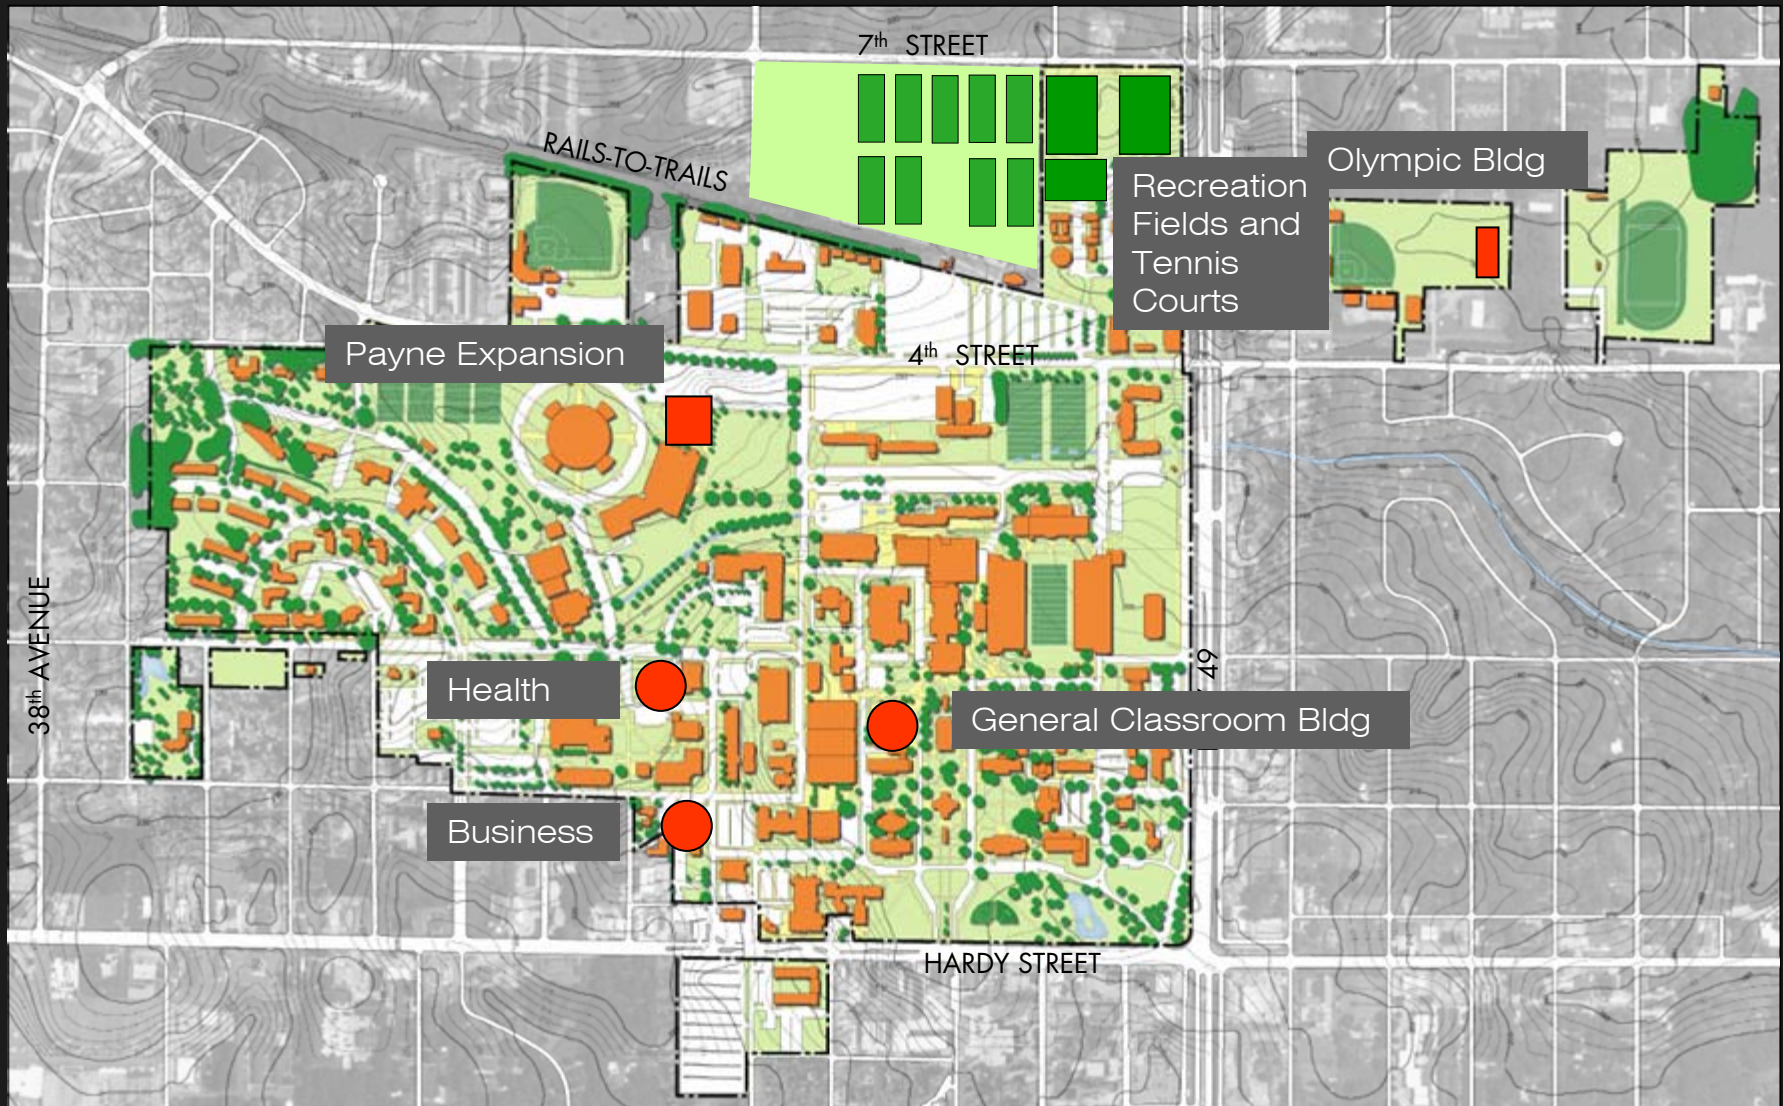 7th STREET
RAILS-TO-TRAILS
Olympic Bldg
Recreation
Fields and
Tennis
Courts
Payne Expansion
4th STREET
38th AVENUE
49
Health
General Classroom Bldg
Business
HARDY STREET